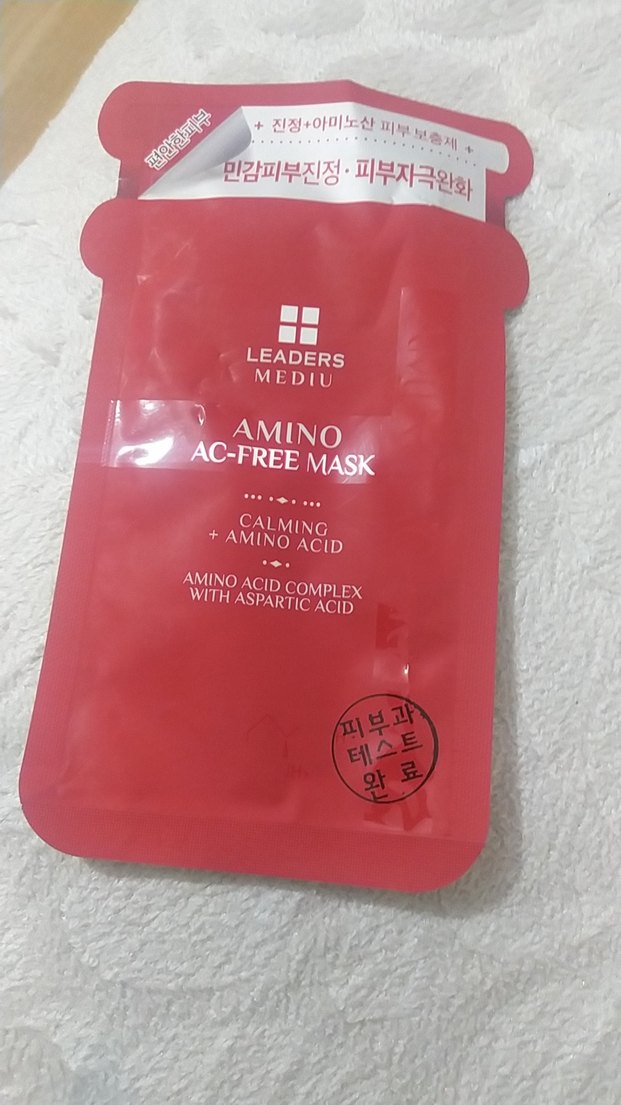 편안한피부
+ 진정+아미노산 피부보충제 +
민감피부진정·피부자극완화
LEADERS
MEDIU
AMINO
AC-FREE MASK
CALMING
+ AMINO ACID
AMINO ACID COMPLEX
WITH ASPARTIC ACID
피부과
테스트
완료